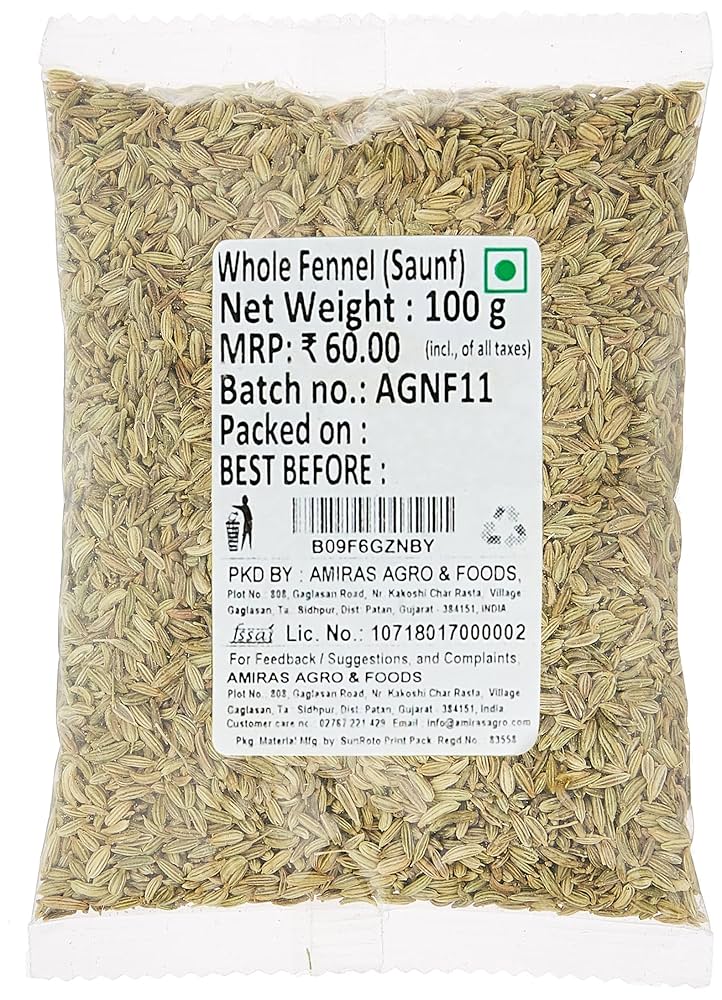 Whole Fennel (Saunf)
Net Weight : 100 g
MRP: ₹ 60.00 (incl., of all taxes)
Batch no.: AGNF11
Packed on :
BEST BEFORE :
B09F6GZNBY
PKD BY : AMIRAS AGRO & FOODS,
Plot No.: 808, Gaglasan Road, Nr. Kakoshi Char Rasta, Village
Gaglasan, Ta. Sidhpur, Dist: Patan, Gujarat - 384151, INDIA
fssai Lic. No.: 10718017000002
For Feedback / Suggestions, and Complaints,
AMIRAS AGRO & FOODS
Plot No.: 808, Gaglasan Road, Nr. Kakoshi Char Rasta, Village
Gaglasan, Ta. Sidhpur, Dist. Patan, Gujarat - 384151, India
Customer care no.: 02767 221 429 Email : info@amirasagro.com
Pkg. Material Mfg. by: SunRoto Print Pack. Regd No. : 83558